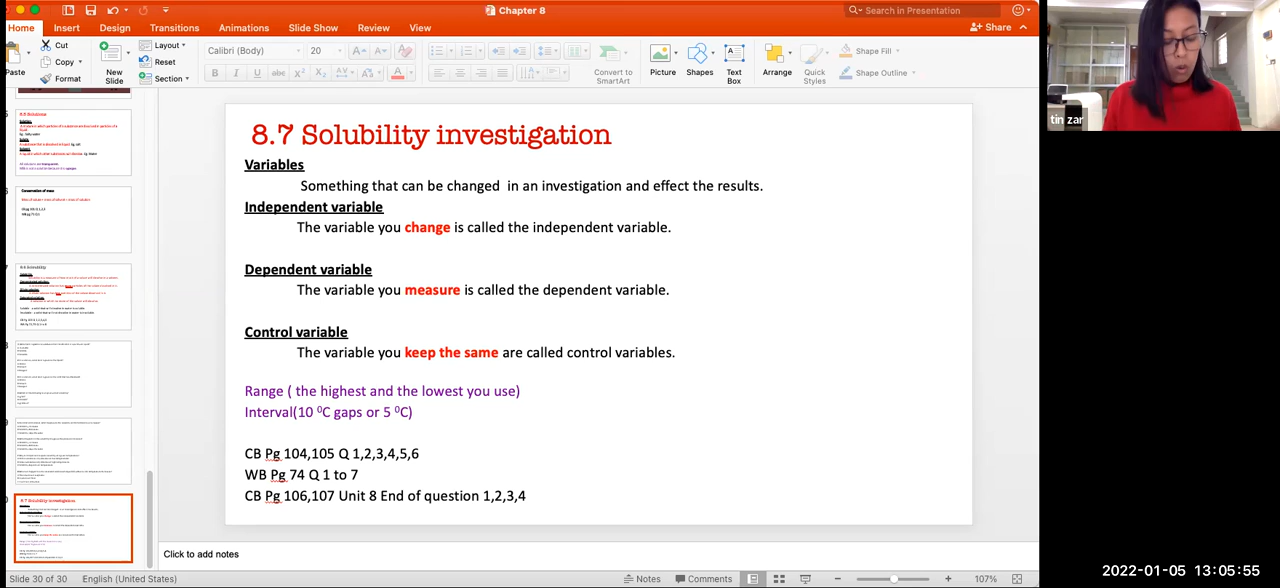 Chapter 8
Search in Presentation
Home Insert Design Transitions Animations Slide Show Review View Share
Paste Cut Copy Format New Slide Layout Reset Section Calibri (Body) 20 Convert to SmartArt Picture Shapes Text Box Arrange Quick Styles Shape Fill Shape Outline
tin zar
8.7 Solubility investigation
Variables
Something that can be changed in an investigation and effect the results.
Independent variable
The variable you change is called the independent variable.
Dependent variable
The variable you measure is called the dependent variable.
Control variable
The variable you keep the same are called control variables.
Range ( the highest and the lowest you use)
Interval(10 ⁰C gaps or 5 ⁰C)
CB Pg 104,105 Q 1,2,3,4,5,6
WB Pg 74 Q 1 to 7
CB Pg 106,107 Unit 8 End of question 1,2,3,4
Click to add notes
Slide 30 of 30 English (United States) Notes Comments 107%
2022-01-05 13:05:55